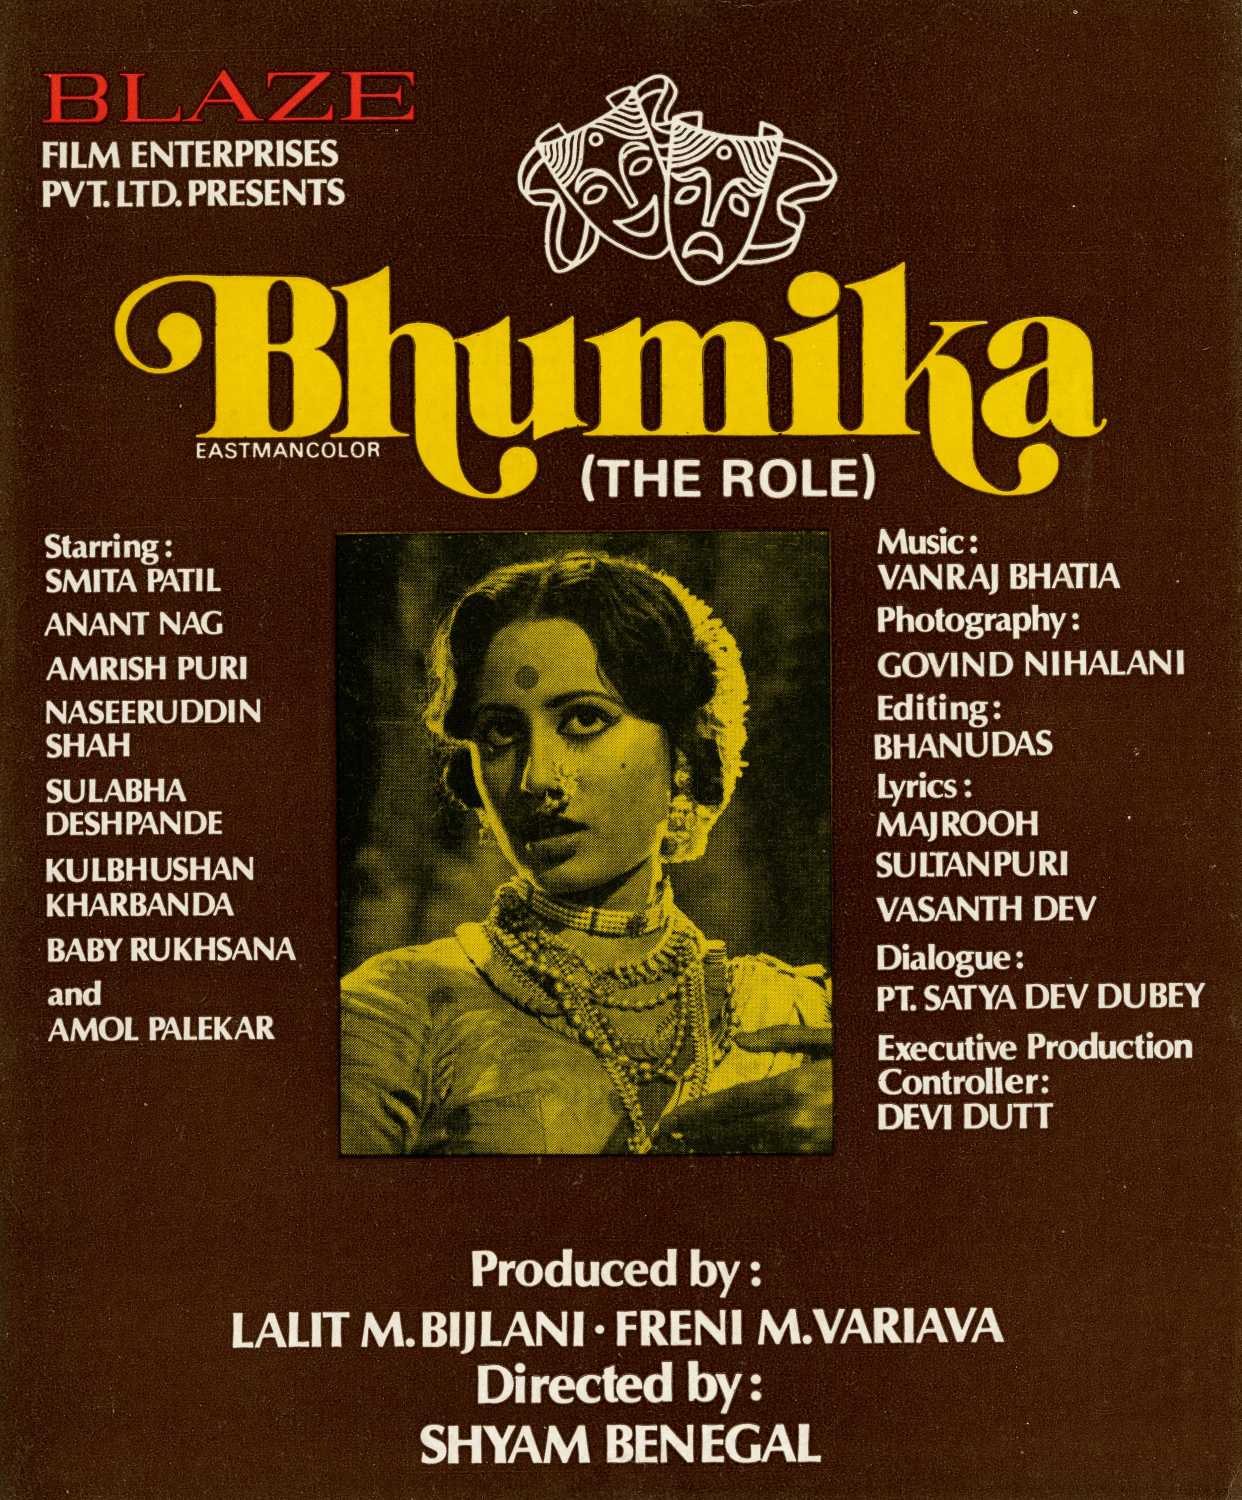 BLAZE
FILM ENTERPRISES
PVT. LTD. PRESENTS
Bhumika
EASTMANCOLOR
(THE ROLE)
Starring:
SMITA PATIL
ANANT NAG
AMRISH PURI
NASEERUDDIN
SHAH
SULABHA
DESHPANDE
KULBHUSHAN
KHARBANDA
BABY RUKHSANA
and
AMOL PALEKAR
Music:
VANRAJ BHATIA
Photography:
GOVIND NIHALANI
Editing:
BHANUDAS
Lyrics:
MAJROOH
SULTANPURI
VASANTH DEV
Dialogue:
PT. SATYA DEV DUBEY
Executive Production
Controller:
DEVI DUTT
Produced by:
LALIT M. BIJLANI · FRENI M. VARIAVA
Directed by:
SHYAM BENEGAL